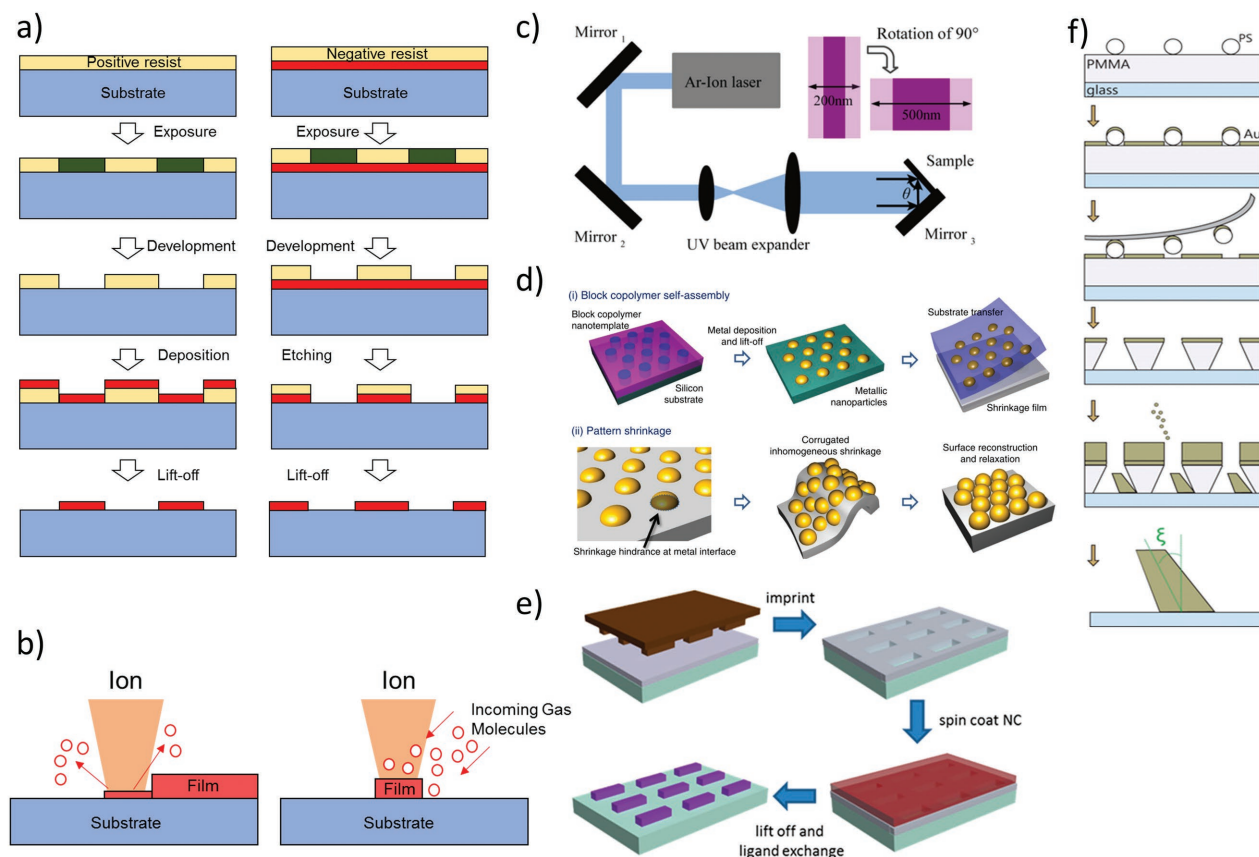 a)
Positive resist
Substrate
Exposure
Development
Deposition
Lift-off
Negative resist
Substrate
Exposure
Development
Etching
Lift-off
b)
Ion
Film
Substrate
Ion
Incoming Gas
Molecules
Film
Substrate
c)
Mirror 1
Ar-Ion laser
Rotation of 90°
200nm
500nm
Sample
θ
Mirror 2
UV beam expander
Mirror 3
d)
(i) Block copolymer self-assembly
Block copolymer
nanotemplate
Metal deposition
and lift-off
Substrate transfer
Silicon
substrate
Metallic
nanoparticles
Shrinkage film
(ii) Pattern shrinkage
Corrugated
inhomogeneous shrinkage
Surface reconstruction
and relaxation
Shrinkage hindrance at metal interface
e)
imprint
spin coat NC
lift off and
ligand exchange
f)
PS
PMMA
glass
Au
ξ